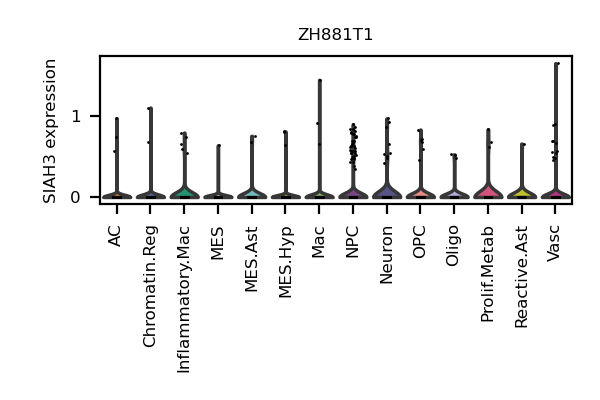 ZH881T1
SIAH3 expression
1
0
AC
Chromatin.Reg
Inflammatory.Mac
MES
MES.Ast
MES.Hyp
Mac
NPC
Neuron
OPC
Oligo
Prolif.Metab
Reactive.Ast
Vasc